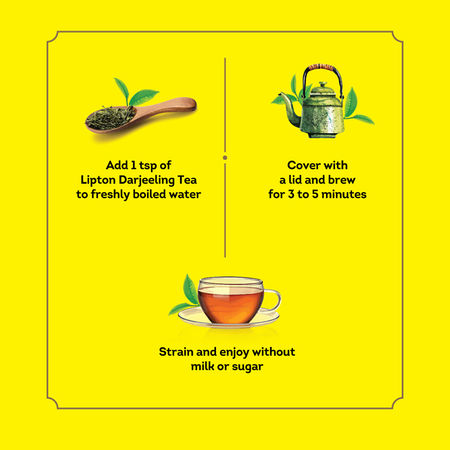 Add 1 tsp of
Lipton Darjeeling Tea
to freshly boiled water
Cover with
a lid and brew
for 3 to 5 minutes
Strain and enjoy without
milk or sugar